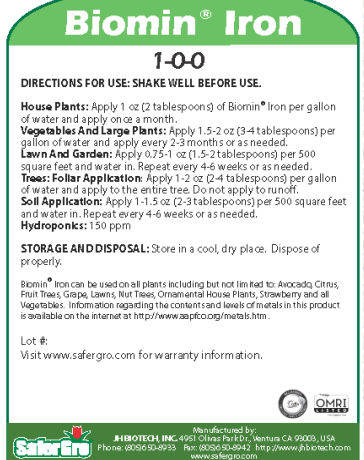 Biomin® Iron
1-0-0
DIRECTIONS FOR USE: SHAKE WELL BEFORE USE.
House Plants: Apply 1 oz (2 tablespoons) of Biomin® Iron per gallon
of water and apply once a month.
Vegetables And Large Plants: Apply 1.5-2 oz (3-4 tablespoons) per
gallon of water and apply every 2-3 months or as needed.
Lawn And Garden: Apply 0.75-1 oz (1.5-2 tablespoons) per 500
square feet and water in. Repeat every 4-6 weeks or as needed.
Trees: Foliar Application: Apply 1-2 oz (2-4 tablespoons) per gallon
of water and apply to the entire tree. Do not apply to runoff.
Soil Application: Apply 1-1.5 oz (2-3 tablespoons) per 500 square feet
and water in. Repeat every 4-6 weeks or as needed.
Hydroponics: 150 ppm
STORAGE AND DISPOSAL: Store in a cool, dry place. Dispose of
properly.
Biomin® Iron can be used on all plants including but not limited to: Avocado, Citrus,
Fruit Trees, Grape, Lawns, Nut Trees, Ornamental House Plants, Strawberry and all
Vegetables. Information regarding the content and levels of metals in this product
is available on the internet at http://www.aapfco.org/metals.htm.
Lot #:
Visit www.safergro.com for warranty information.
OMRI
LISTED
SaferGro
Manufactured by:
JH BIOTECH, INC. 4951 Olivas Park Dr., Ventura CA 93003, USA
Phone: (805)650-8933 Fax: (805)650-8942 http://www.jhbiotech.com
www.safergro.com